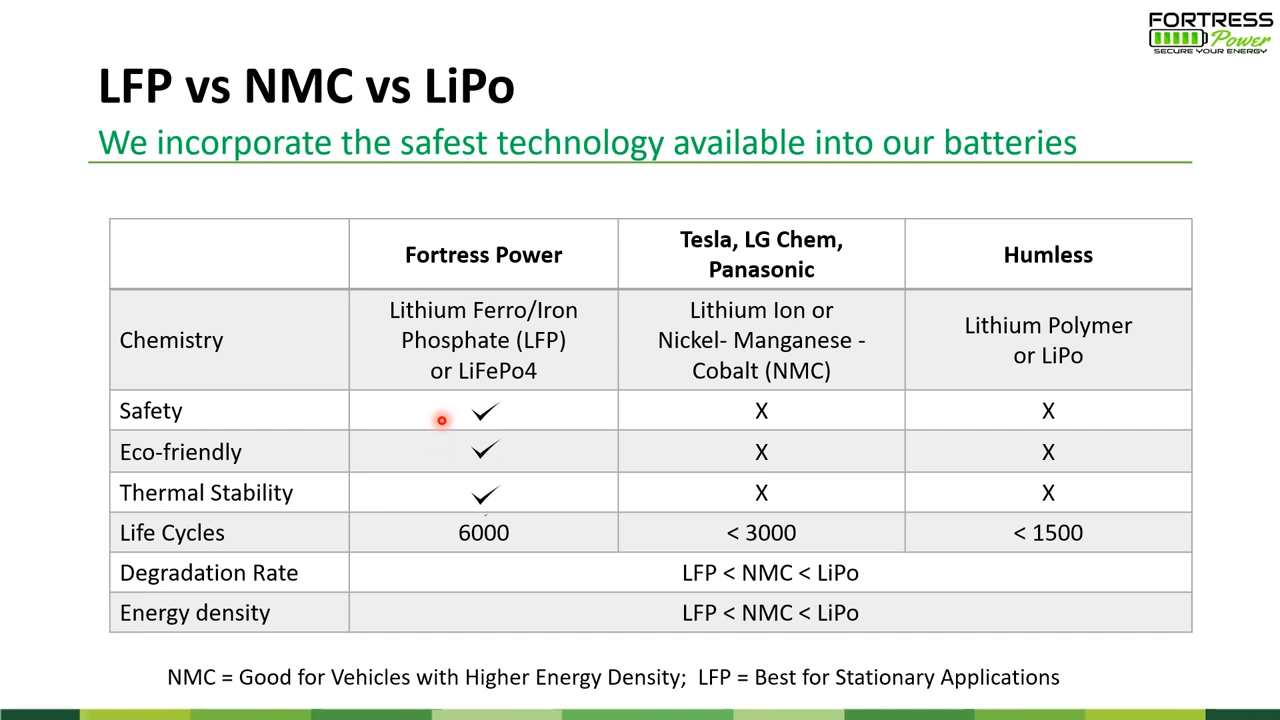 FORTRESS
Power
SECURE YOUR ENERGY
LFP vs NMC vs LiPo
We incorporate the safest technology available into our batteries
Fortress Power
Tesla, LG Chem,
Panasonic
Humless
Chemistry
Lithium Ferro/Iron
Phosphate (LFP)
or LiFePo4
Lithium Ion or
Nickel- Manganese -
Cobalt (NMC)
Lithium Polymer
or LiPo
Safety ✓ X X
Eco-friendly ✓ X X
Thermal Stability ✓ X X
Life Cycles 6000 < 3000 < 1500
Degradation Rate LFP < NMC < LiPo
Energy density LFP < NMC < LiPo
NMC = Good for Vehicles with Higher Energy Density; LFP = Best for Stationary Applications